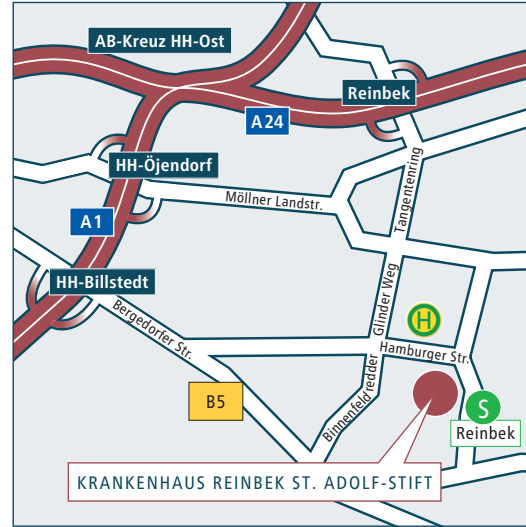 AB-Kreuz HH-Ost
Reinbek
A24
HH-Öjendorf
Möllner Landstr.
Tangentenring
A1
HH-Billstedt
Glinder Weg
Bergedorfer Str.
H
Hamburger Str.
B5
Binnenfeldredder
S
Reinbek
KRANKENHAUS REINBEK ST. ADOLF-STIFT